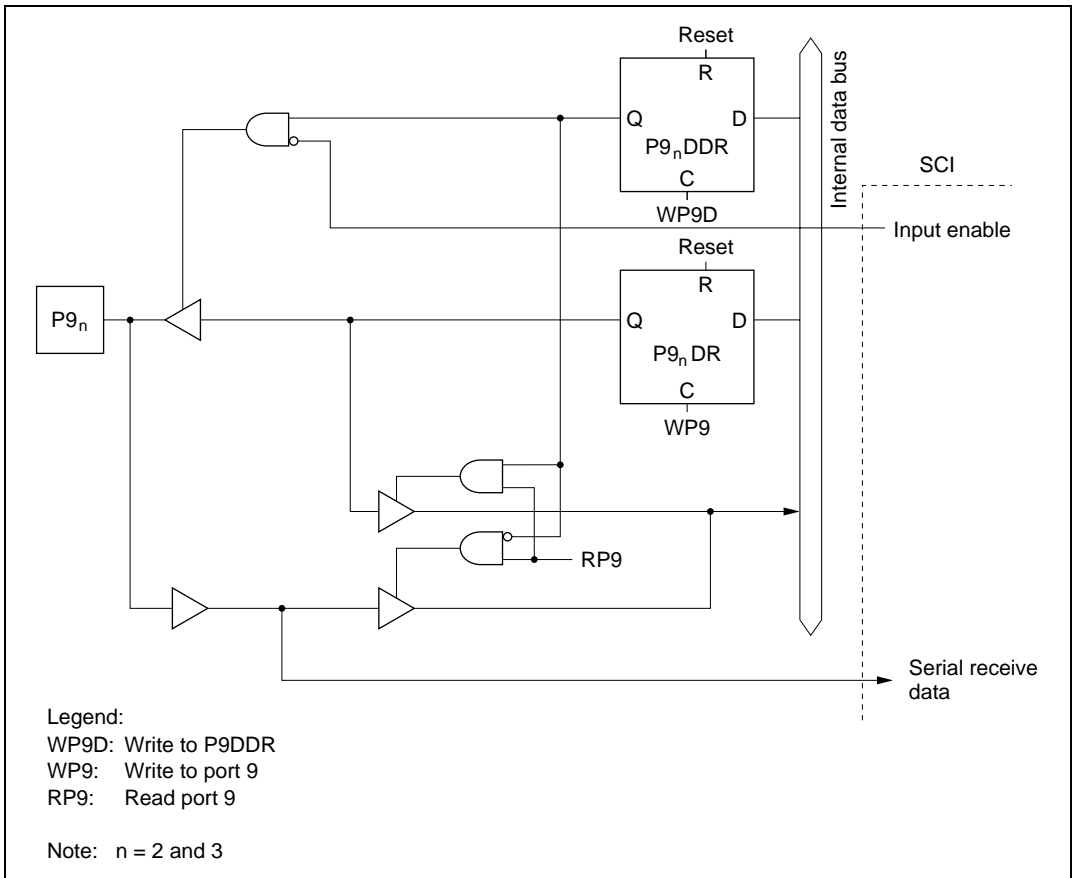 Reset
R
Q D
P9nDDR
C
WP9D
Internal data bus
SCI
Input enable
Reset
R
P9n
Q D
P9nDR
C
WP9
RP9
Serial receive
data
Legend:
WP9D: Write to P9DDR
WP9: Write to port 9
RP9: Read port 9
Note: n = 2 and 3